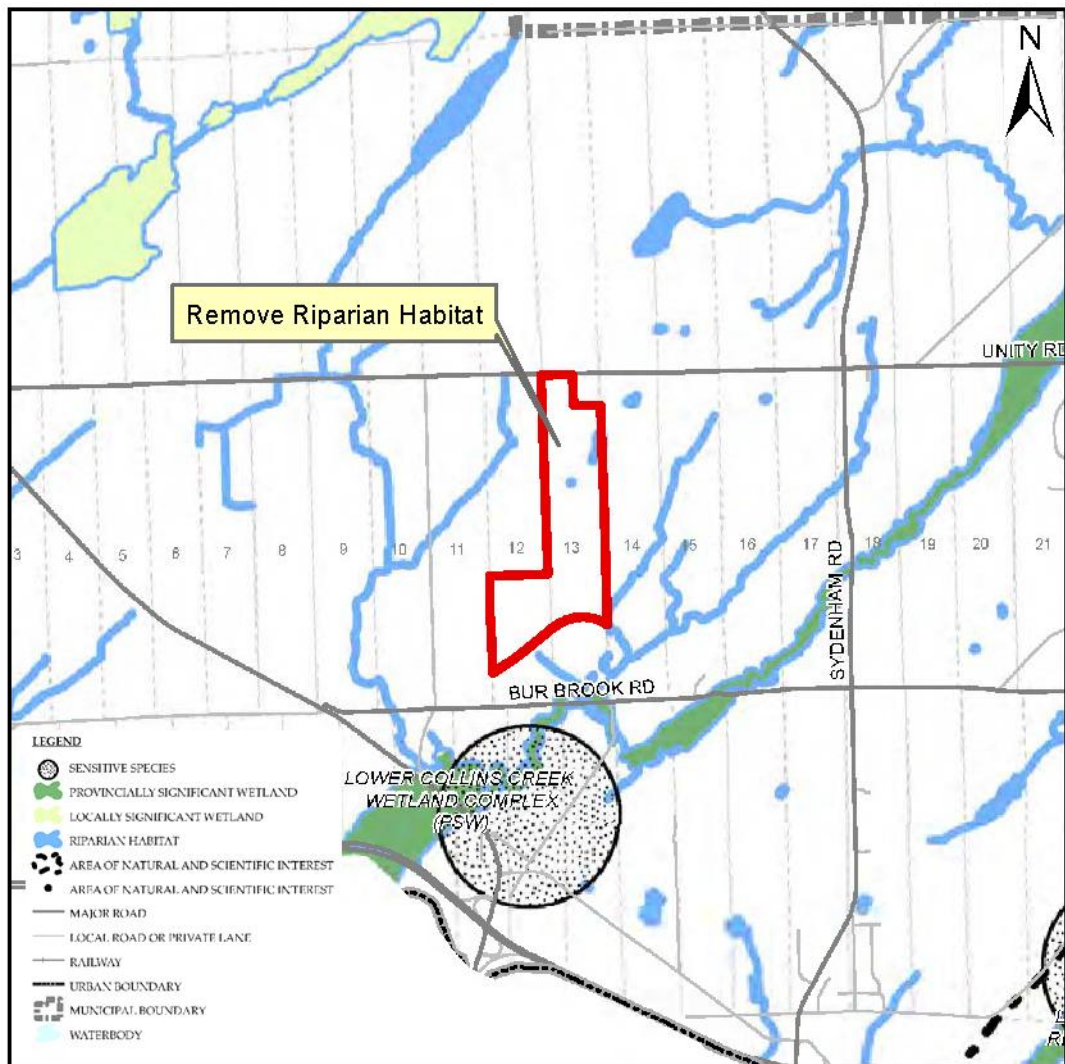 N
Remove Riparian Habitat
UNITY RD
3 4 5 6 7 8 9 10 11 12 13 14 15 16 17 18 19 20 21
SYDENHAM RD
BUR BROOK RD
LOWER COLLINS CREEK
WETLAND COMPLEX
(PSW)
LEGEND
SENSITIVE SPECIES
PROVINCIALLY SIGNIFICANT WETLAND
LOCALLY SIGNIFICANT WETLAND
RIPARIAN HABITAT
AREA OF NATURAL AND SCIENTIFIC INTEREST
AREA OF NATURAL AND SCIENTIFIC INTEREST
MAJOR ROAD
LOCAL ROAD OR PRIVATE LANE
RAILWAY
URBAN BOUNDARY
MUNICIPAL BOUNDARY
WATERBODY